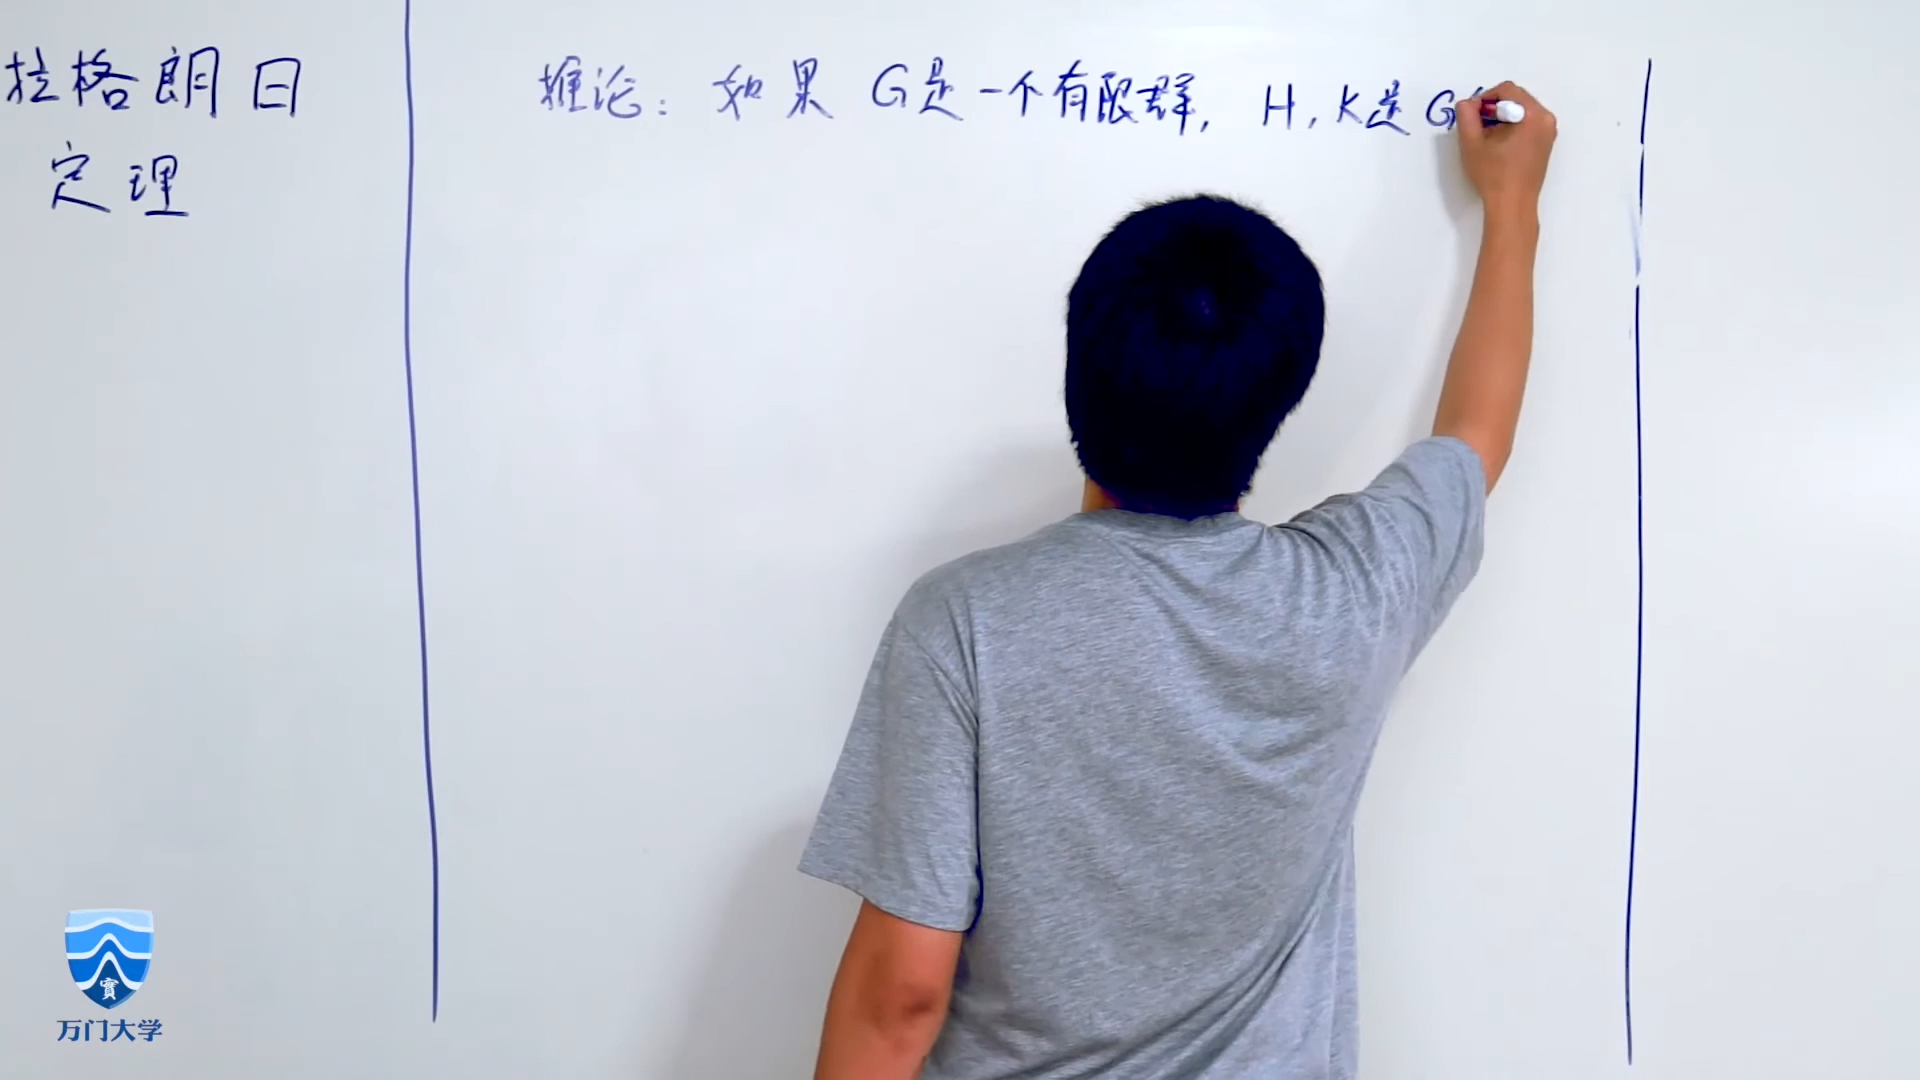 拉格朗日
定理
推论：如果 G是一个有限群, H, K是 G
寳
万门大学